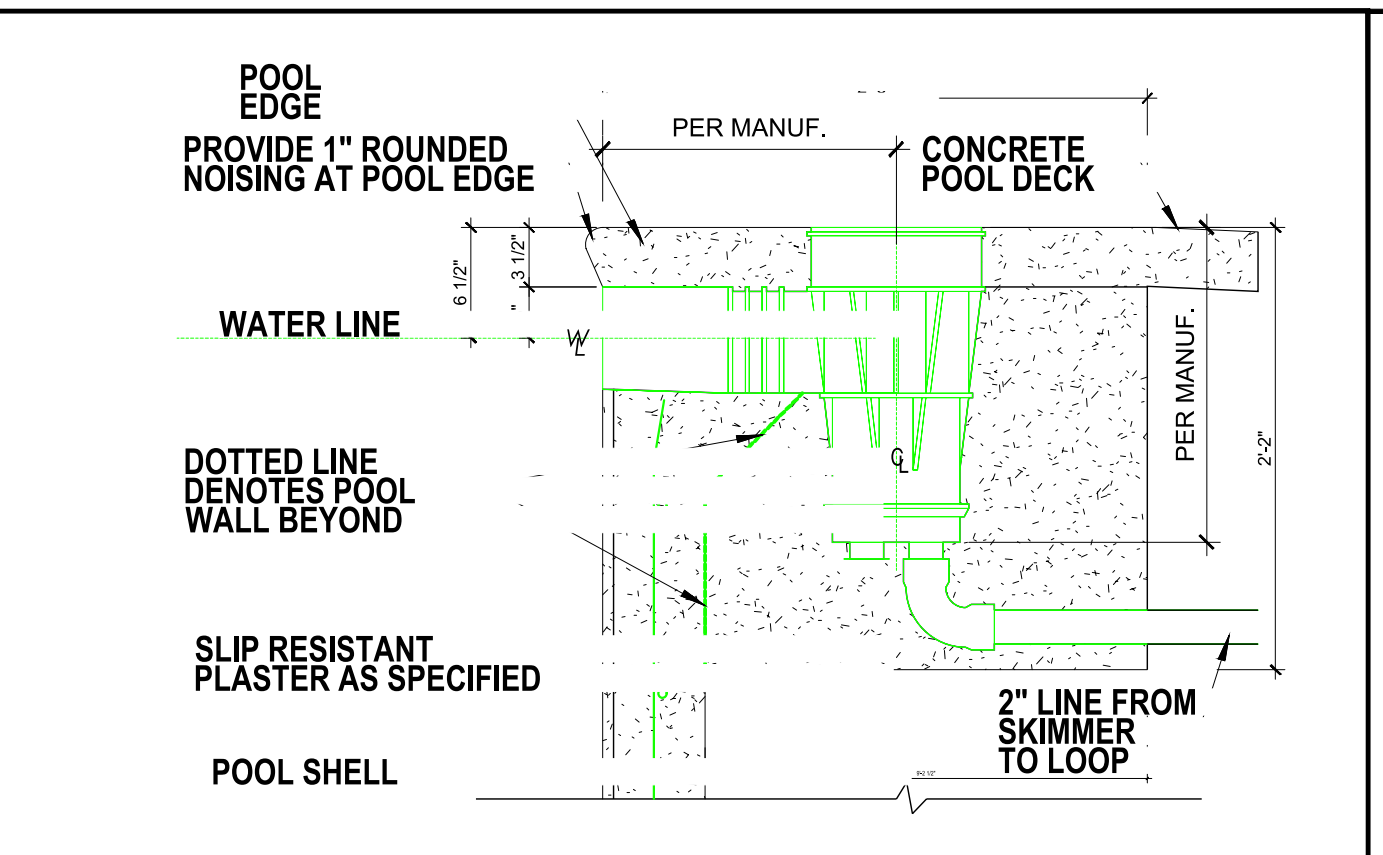 POOL
EDGE
PROVIDE 1" ROUNDED
NOISING AT POOL EDGE
PER MANUF.
CONCRETE
POOL DECK
6 1/2"
3 1/2"
"
WATER LINE
WL
PER MANUF.
2'-2"
DOTTED LINE
DENOTES POOL
WALL BEYOND
CL
SLIP RESISTANT
PLASTER AS SPECIFIED
2" LINE FROM
SKIMMER
TO LOOP
POOL SHELL